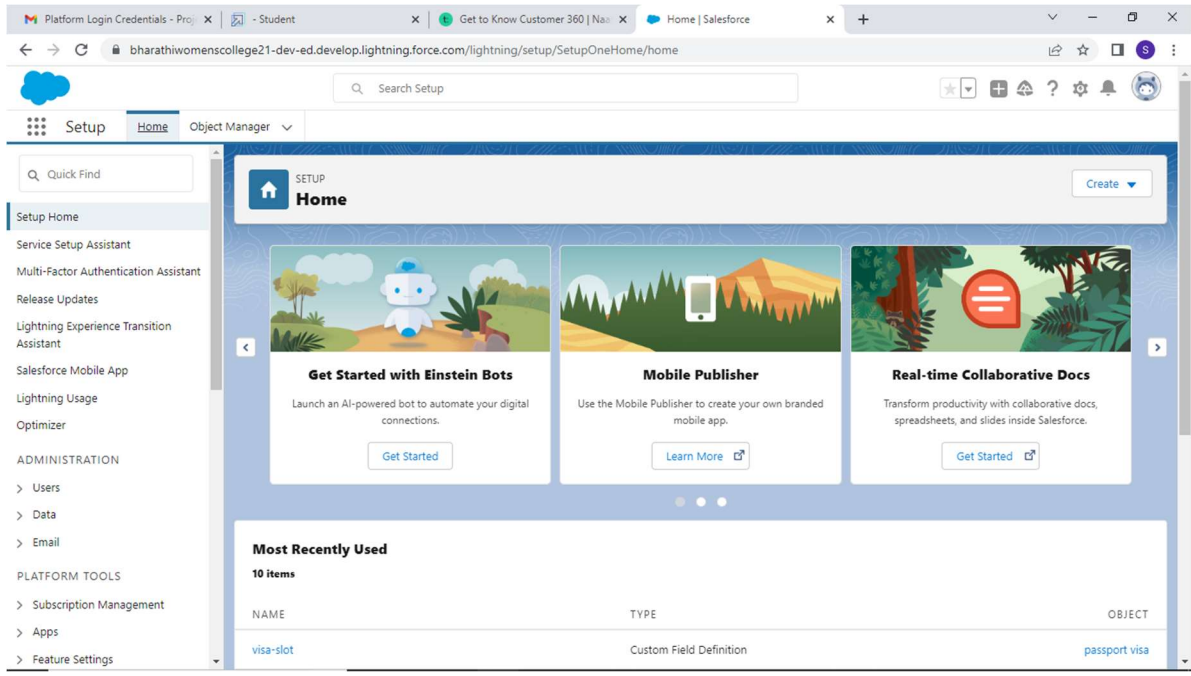 Platform Login Credentials - Proj
- Student
Get to Know Customer 360 | Naa
Home | Salesforce
bharathiwomenscollege21-dev-ed.develop.lightning.force.com/lightning/setup/SetupOneHome/home
S
Search Setup
Setup
Home
Object Manager
Quick Find
Setup Home
Service Setup Assistant
Multi-Factor Authentication Assistant
Release Updates
Lightning Experience Transition
Assistant
Salesforce Mobile App
Lightning Usage
Optimizer
ADMINISTRATION
Users
Data
Email
PLATFORM TOOLS
Subscription Management
Apps
Feature Settings
SETUP
Home
Create
Get Started with Einstein Bots
Launch an AI-powered bot to automate your digital
connections.
Get Started
Mobile Publisher
Use the Mobile Publisher to create your own branded
mobile app.
Learn More
Real-time Collaborative Docs
Transform productivity with collaborative docs,
spreadsheets, and slides inside Salesforce.
Get Started
Most Recently Used
10 items
NAME TYPE OBJECT
visa-slot Custom Field Definition passport visa